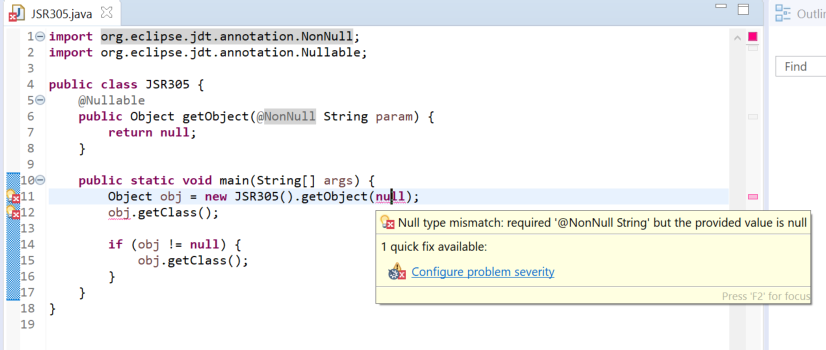 JSR305.java
Outlin
Find
1 import org.eclipse.jdt.annotation.NonNull;
2 import org.eclipse.jdt.annotation.Nullable;
3
4 public class JSR305 {
5 @Nullable
6 public Object getObject(@NonNull String param) {
7 return null;
8 }
9
10 public static void main(String[] args) {
11 Object obj = new JSR305().getObject(null);
12 obj.getClass();
13
14 if (obj != null) {
15 obj.getClass();
16 }
17 }
18 }
19
Null type mismatch: required '@NonNull String' but the provided value is null
1 quick fix available:
Configure problem severity
Press 'F2' for focus